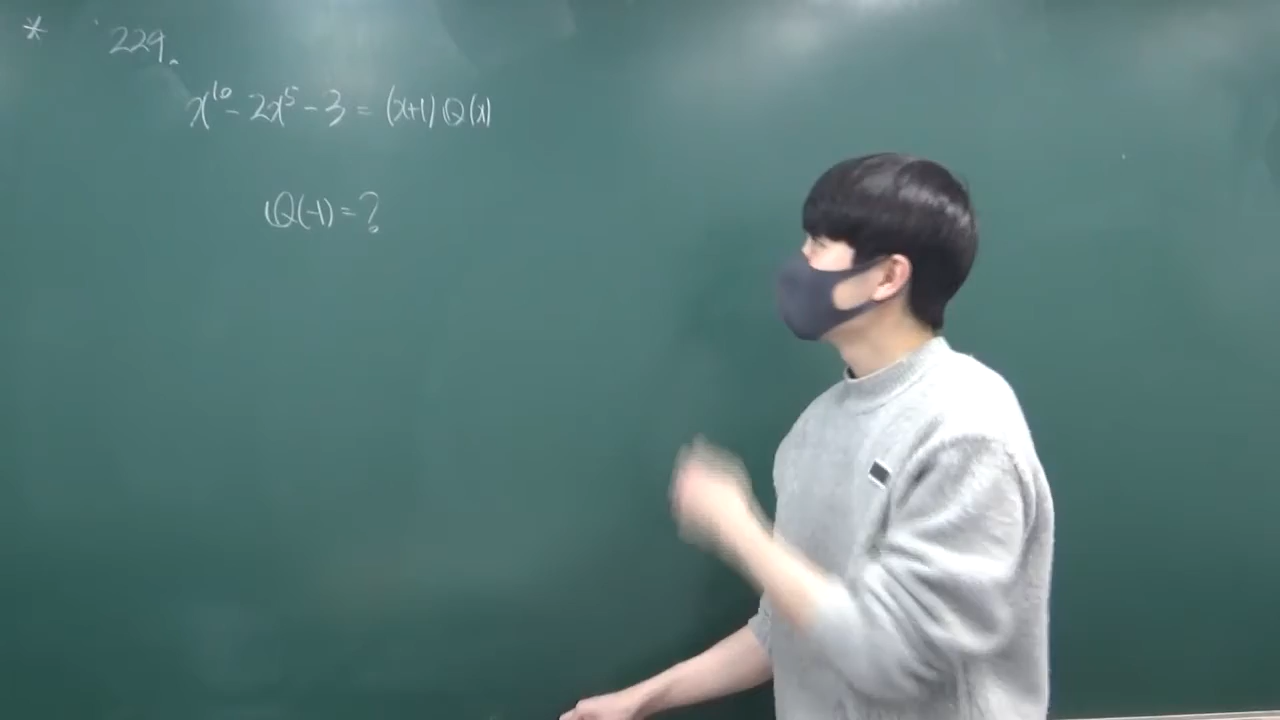 * 229.
x¹⁰ - 2x⁵ - 3 = (x+1) Q(x)
Q(-1) = ?